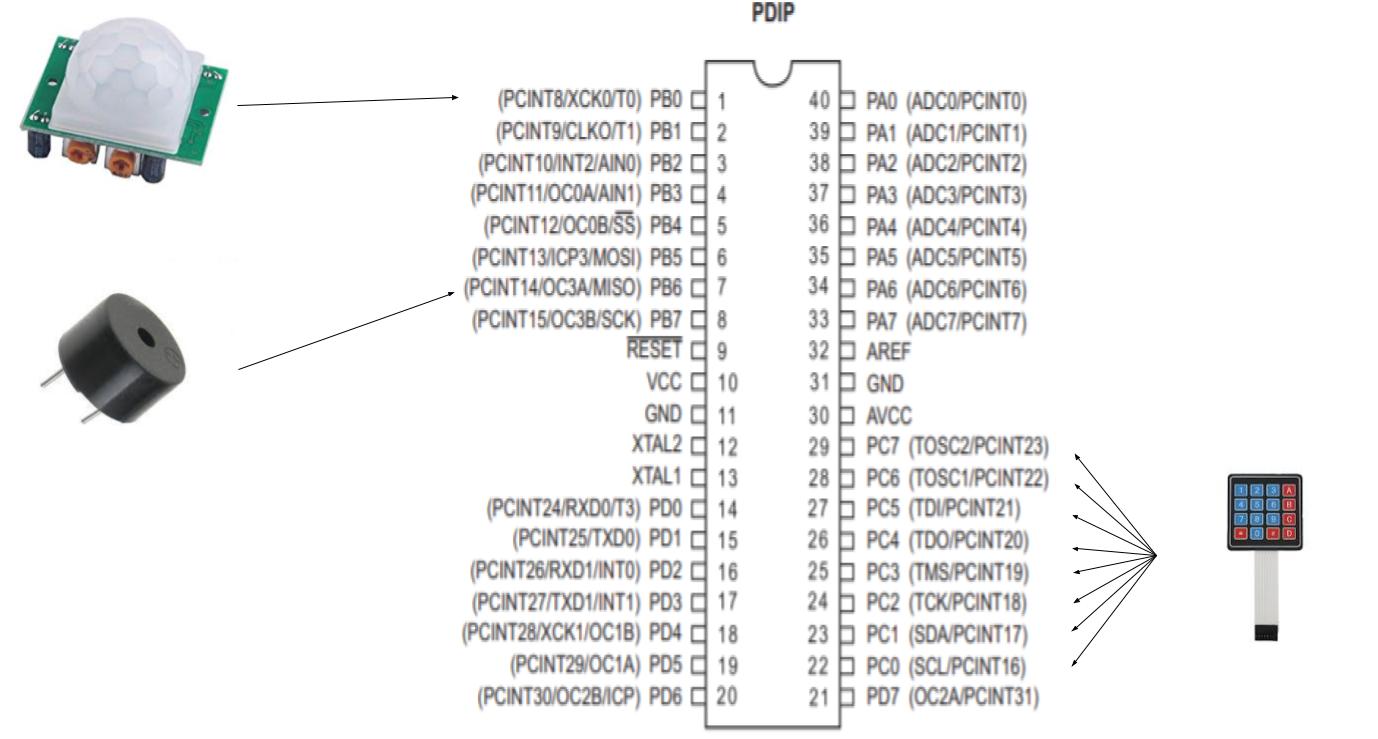 PDIP
(PCINT8/XCK0/T0) PB0 1 40 PA0 (ADC0/PCINT0)
(PCINT9/CLKO/T1) PB1 2 39 PA1 (ADC1/PCINT1)
(PCINT10/INT2/AIN0) PB2 3 38 PA2 (ADC2/PCINT2)
(PCINT11/OC0A/AIN1) PB3 4 37 PA3 (ADC3/PCINT3)
(PCINT12/OC0B/SS) PB4 5 36 PA4 (ADC4/PCINT4)
(PCINT13/ICP3/MOSI) PB5 6 35 PA5 (ADC5/PCINT5)
(PCINT14/OC3A/MISO) PB6 7 34 PA6 (ADC6/PCINT6)
(PCINT15/OC3B/SCK) PB7 8 33 PA7 (ADC7/PCINT7)
RESET 9 32 AREF
VCC 10 31 GND
GND 11 30 AVCC
XTAL2 12 29 PC7 (TOSC2/PCINT23)
XTAL1 13 28 PC6 (TOSC1/PCINT22)
(PCINT24/RXD0/T3) PD0 14 27 PC5 (TDI/PCINT21)
(PCINT25/TXD0) PD1 15 26 PC4 (TDO/PCINT20)
(PCINT26/RXD1/INT0) PD2 16 25 PC3 (TMS/PCINT19)
(PCINT27/TXD1/INT1) PD3 17 24 PC2 (TCK/PCINT18)
(PCINT28/XCK1/OC1B) PD4 18 23 PC1 (SDA/PCINT17)
(PCINT29/OC1A) PD5 19 22 PC0 (SCL/PCINT16)
(PCINT30/OC2B/ICP) PD6 20 21 PD7 (OC2A/PCINT31)
1 2 3 A
4 5 6 B
7 8 9 C
* 0 # D